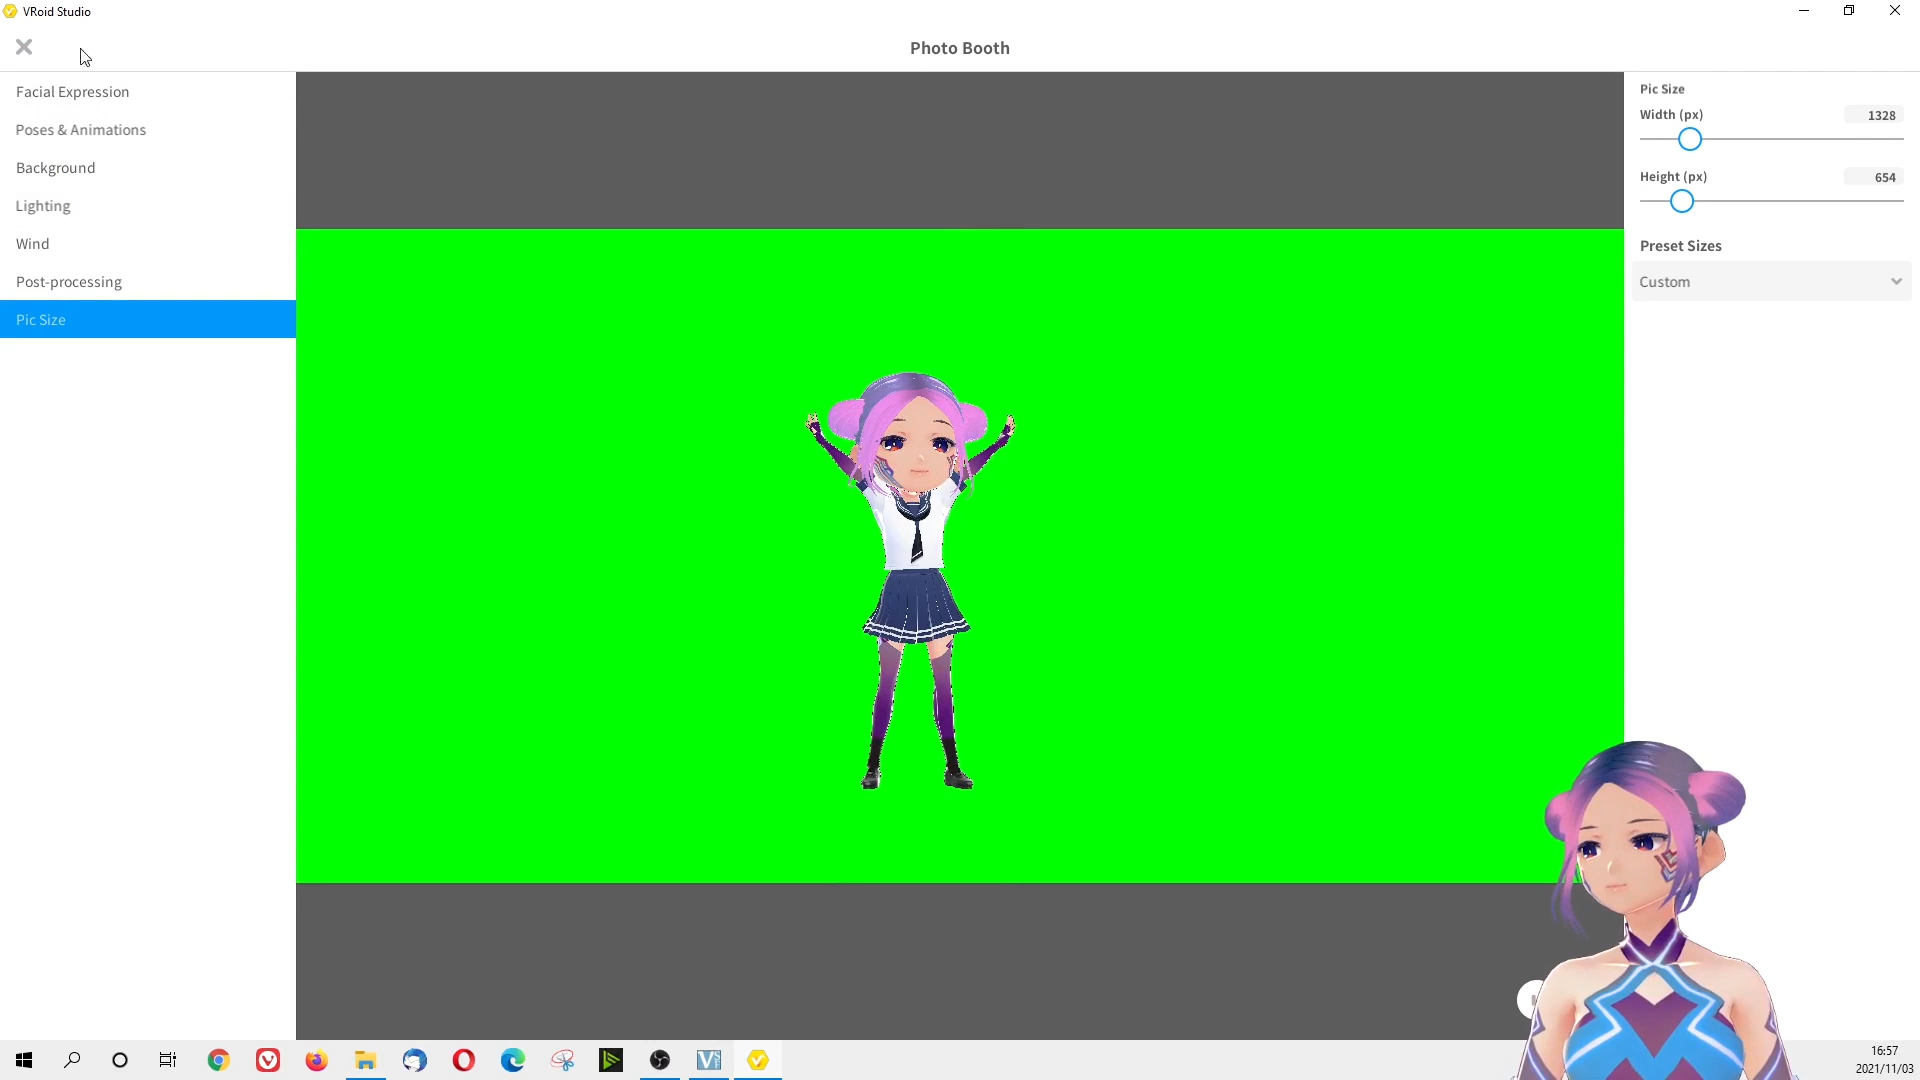 VRoid Studio
Photo Booth
Facial Expression
Poses & Animations
Background
Lighting
Wind
Post-processing
Pic Size
Pic Size
Width (px) 1328
Height (px) 654
Preset Sizes
Custom
16:57
2021/11/03